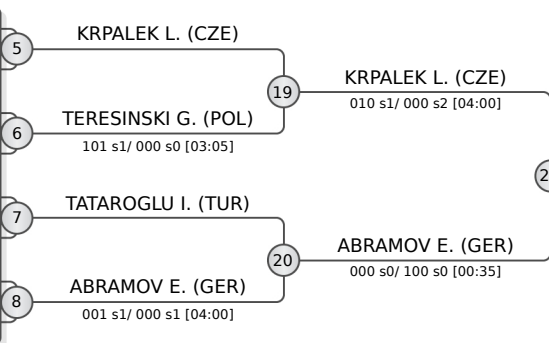 5
KRPALEK L. (CZE)
19
KRPALEK L. (CZE)
010 s1/ 000 s2 [04:00]
6
TERESINSKI G. (POL)
101 s1/ 000 s0 [03:05]
7
TATAROGLU I. (TUR)
20
ABRAMOV E. (GER)
000 s0/ 100 s0 [00:35]
8
ABRAMOV E. (GER)
001 s1/ 000 s1 [04:00]